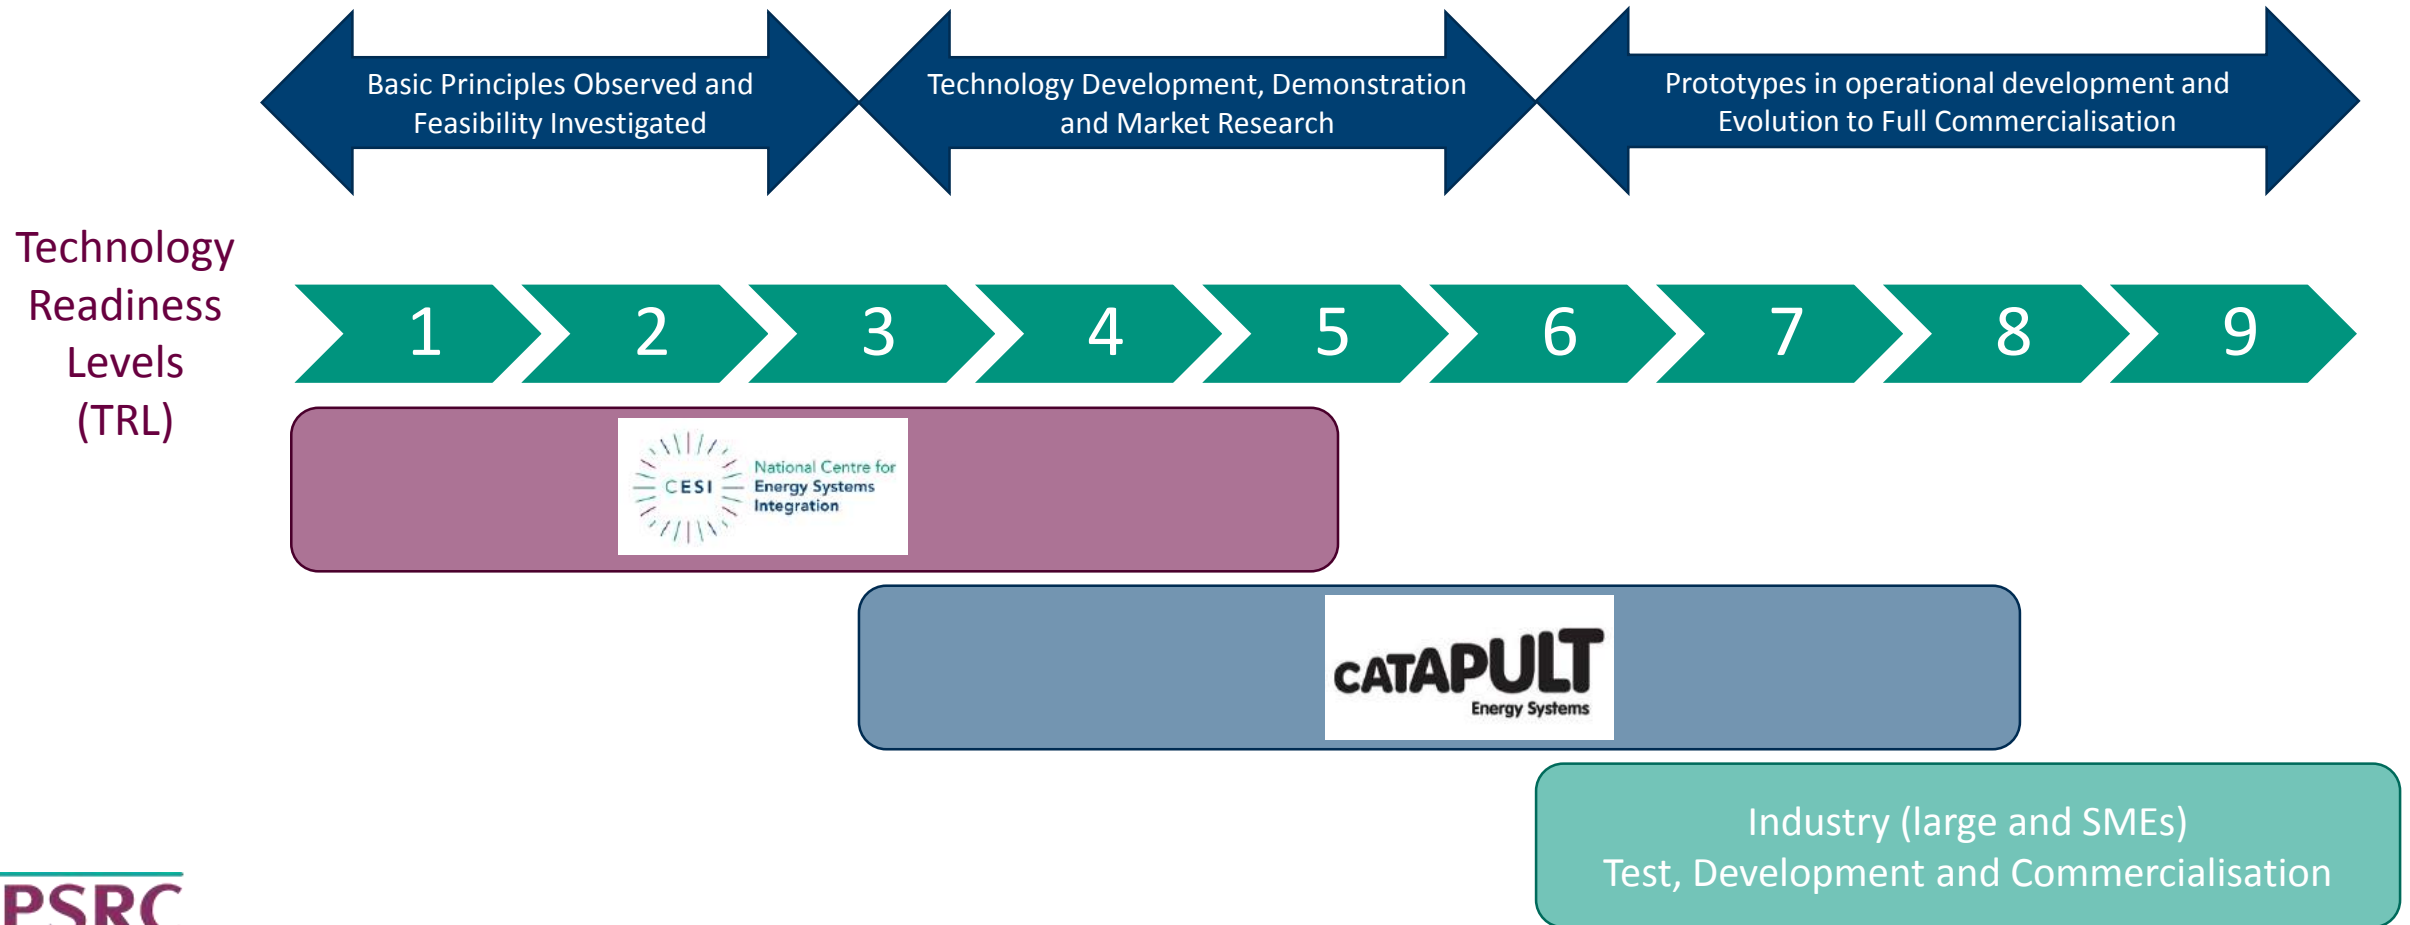 Basic Principles Observed and
Feasibility Investigated
Technology Development, Demonstration
and Market Research
Prototypes in operational development and
Evolution to Full Commercialisation
Technology
Readiness
Levels
(TRL)
1
2
3
4
5
6
7
8
9
CESI
National Centre for
Energy Systems
Integration
CATAPULT
Energy Systems
Industry (large and SMEs)
Test, Development and Commercialisation
PSRC